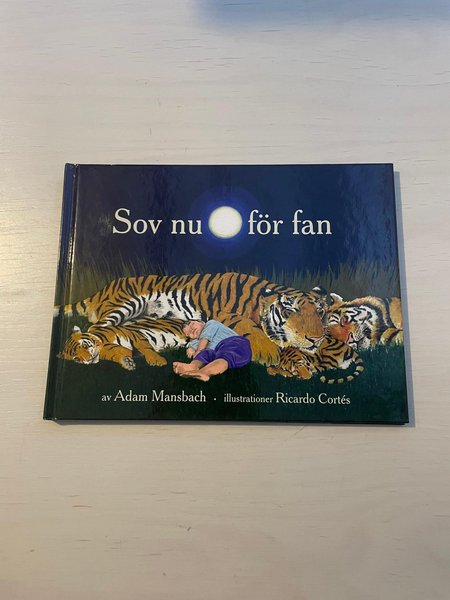 Sov nu för fan
av Adam Mansbach · illustrationer Ricardo Cortés